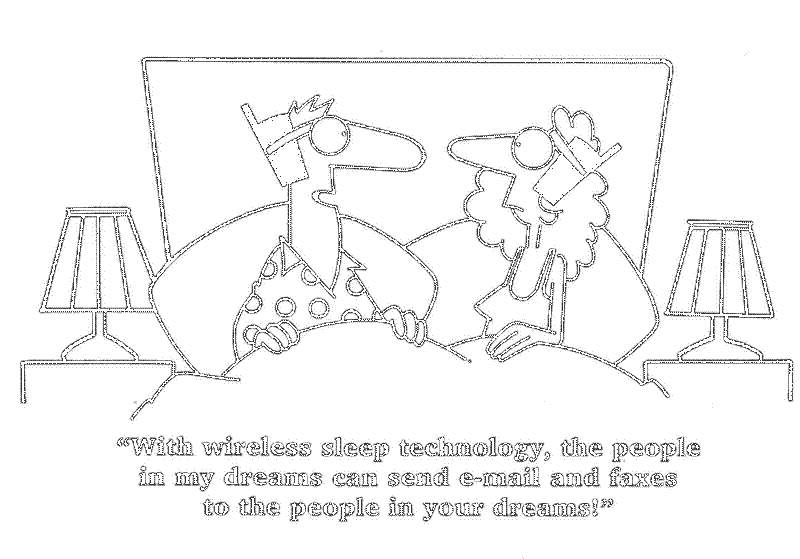 “With wireless sleep technology, the people
in my dreams can send e-mail and faxes
to the people in your dreams!”